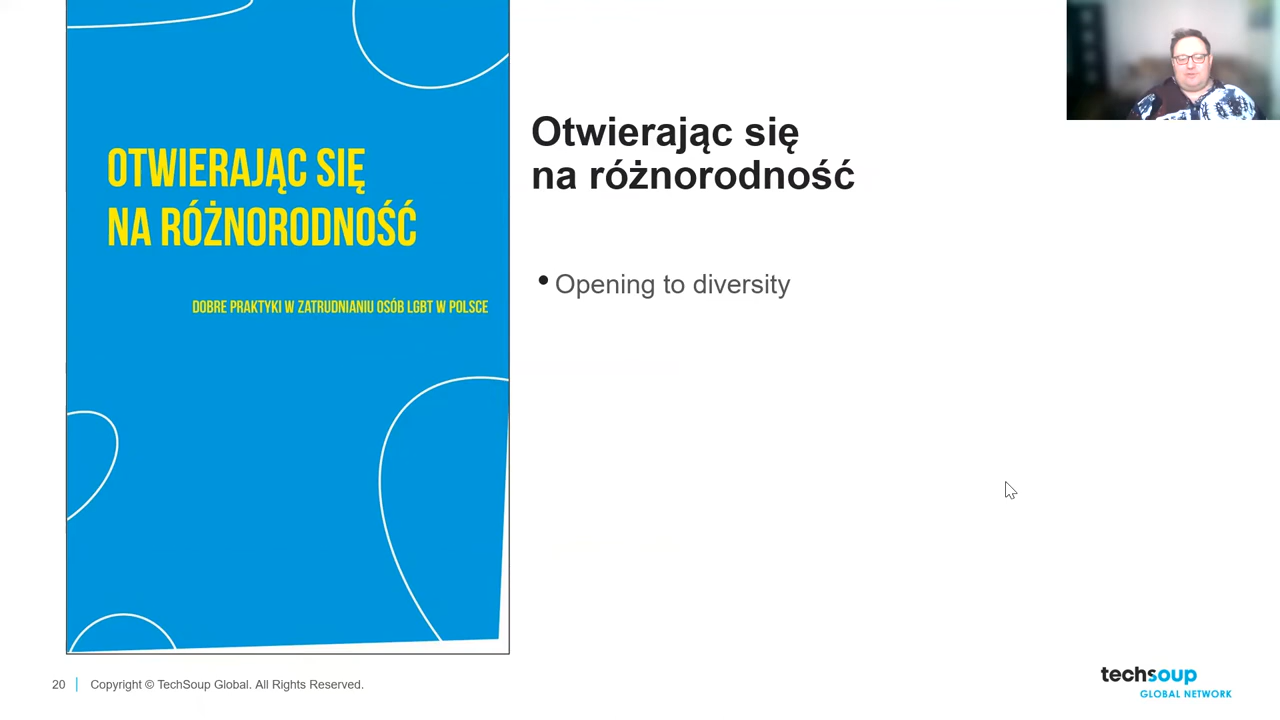 OTWIERAJĄC SIĘ
NA RÓŻNORODNOŚĆ
DOBRE PRAKTYKI W ZATRUDNIANIU OSÓB LGBT W POLSCE
Otwierając się
na różnorodność
• Opening to diversity
20 | Copyright © TechSoup Global. All Rights Reserved.
techsoup
GLOBAL NETWORK